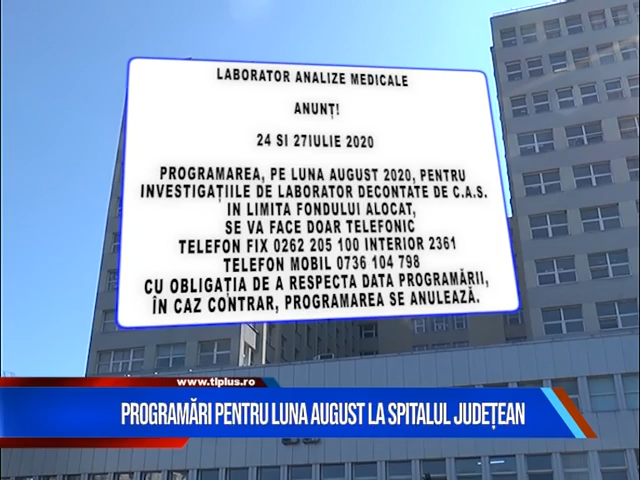 LABORATOR ANALIZE MEDICALE
ANUNȚ!
24 SI 27IULIE 2020
PROGRAMAREA, PE LUNA AUGUST 2020, PENTRU
INVESTIGAȚIILE DE LABORATOR DECONTATE DE C.A.S.
IN LIMITA FONDULUI ALOCAT,
SE VA FACE DOAR TELEFONIC
TELEFON FIX 0262 205 100 INTERIOR 2361
TELEFON MOBIL 0736 104 798
CU OBLIGAȚIA DE A RESPECTA DATA PROGRAMĂRII,
ÎN CAZ CONTRAR, PROGRAMAREA SE ANULEAZĂ.
www.tlplus.ro
PROGRAMĂRI PENTRU LUNA AUGUST LA SPITALUL JUDEȚEAN